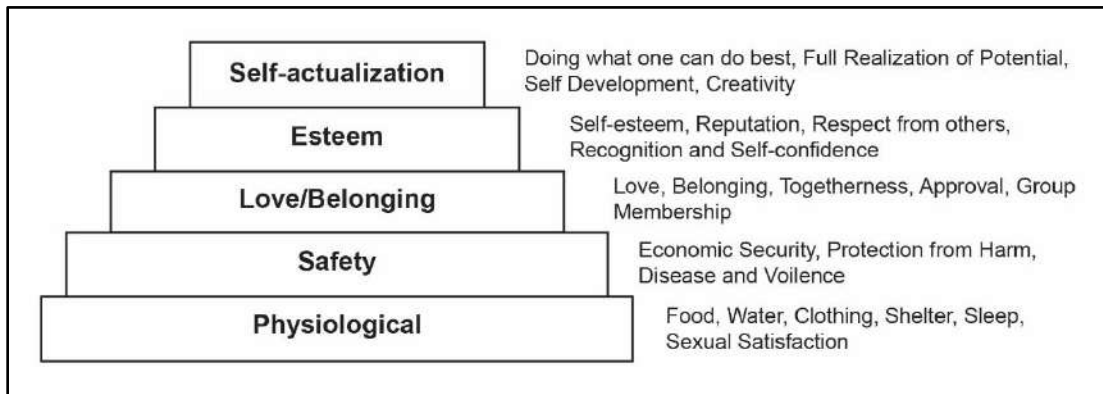 Self-actualization
Doing what one can do best, Full Realization of Potential,
Self Development, Creativity
Esteem
Self-esteem, Reputation, Respect from others,
Recognition and Self-confidence
Love/Belonging
Love, Belonging, Togetherness, Approval, Group
Membership
Safety
Economic Security, Protection from Harm,
Disease and Voilence
Physiological
Food, Water, Clothing, Shelter, Sleep,
Sexual Satisfaction